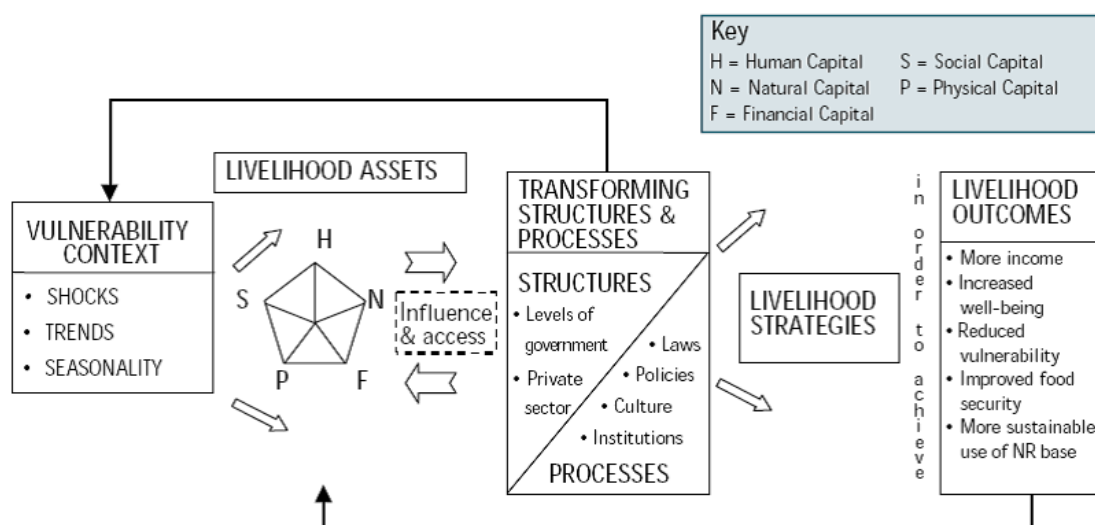 Key
H = Human Capital S = Social Capital
N = Natural Capital P = Physical Capital
F = Financial Capital
LIVELIHOOD ASSETS
VULNERABILITY
CONTEXT
• SHOCKS
• TRENDS
• SEASONALITY
H
S
N
P
F
Influence
& access
TRANSFORMING
STRUCTURES &
PROCESSES
STRUCTURES
• Levels of
government
• Private
sector
• Laws
• Policies
• Culture
• Institutions
PROCESSES
LIVELIHOOD
STRATEGIES
in order to achieve
LIVELIHOOD
OUTCOMES
• More income
• Increased
well-being
• Reduced
vulnerability
• Improved food
security
• More sustainable
use of NR base